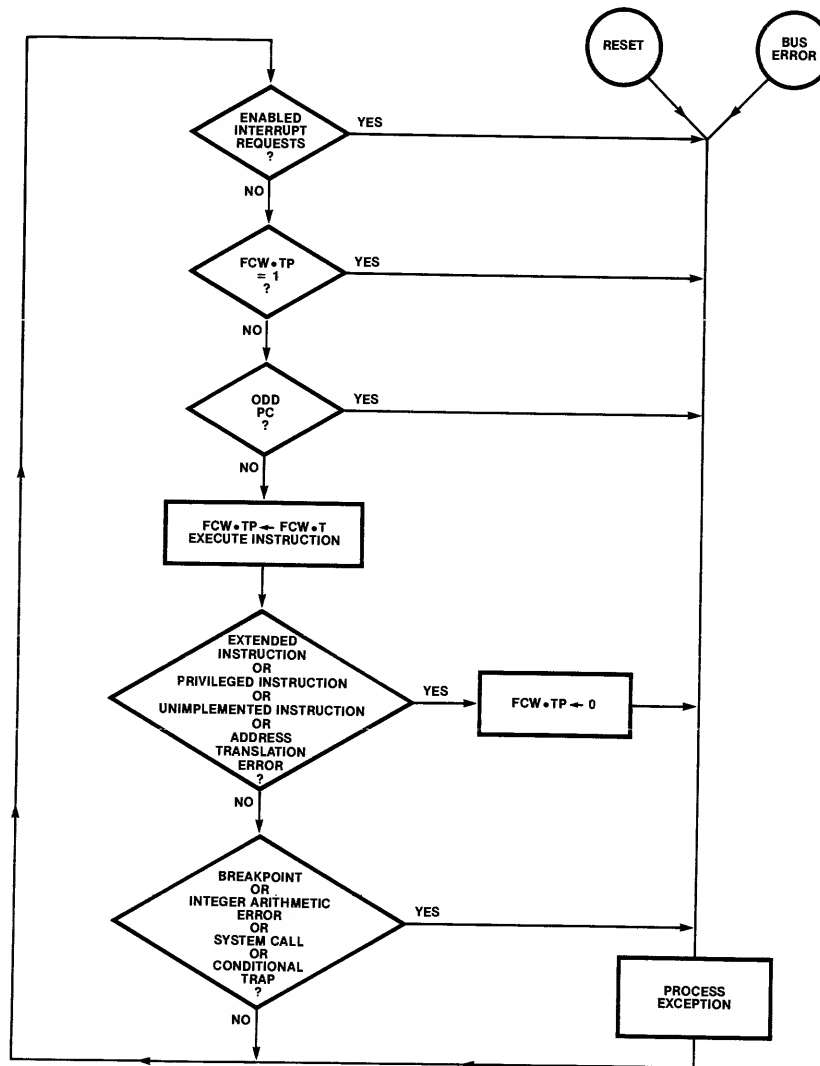 RESET
BUS
ERROR
ENABLED
INTERRUPT
REQUESTS
?
YES
NO
FCW•TP
= 1
?
YES
NO
ODD
PC
?
YES
NO
FCW•TP ← FCW•T
EXECUTE INSTRUCTION
EXTENDED
INSTRUCTION
OR
PRIVILEGED INSTRUCTION
OR
UNIMPLEMENTED INSTRUCTION
OR
ADDRESS
TRANSLATION
ERROR
?
YES
FCW•TP ← 0
NO
BREAKPOINT
OR
INTEGER ARITHMETIC
ERROR
OR
SYSTEM CALL
OR
CONDITIONAL
TRAP
?
YES
PROCESS
EXCEPTION
NO